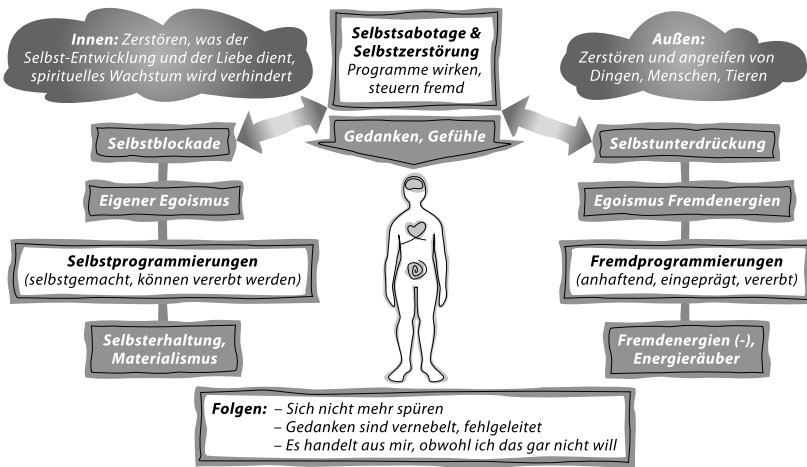 Innen: Zerstören, was der
Selbst-Entwicklung und der Liebe dient,
spirituelles Wachstum wird verhindert
Selbstsabotage &
Selbstzerstörung
Programme wirken,
steuern fremd
Außen:
Zerstören und angreifen von
Dingen, Menschen, Tieren
Gedanken, Gefühle
Selbstblockade
Eigener Egoismus
Selbstprogrammierungen
(selbstgemacht, können vererbt werden)
Selbsterhaltung,
Materialismus
Selbstunterdrückung
Egoismus Fremdenergien
Fremdprogrammierungen
(anhaftend, eingeprägt, vererbt)
Fremdenergien (-),
Energieräuber
Folgen: – Sich nicht mehr spüren
– Gedanken sind vernebelt, fehlgeleitet
– Es handelt aus mir, obwohl ich das gar nicht will